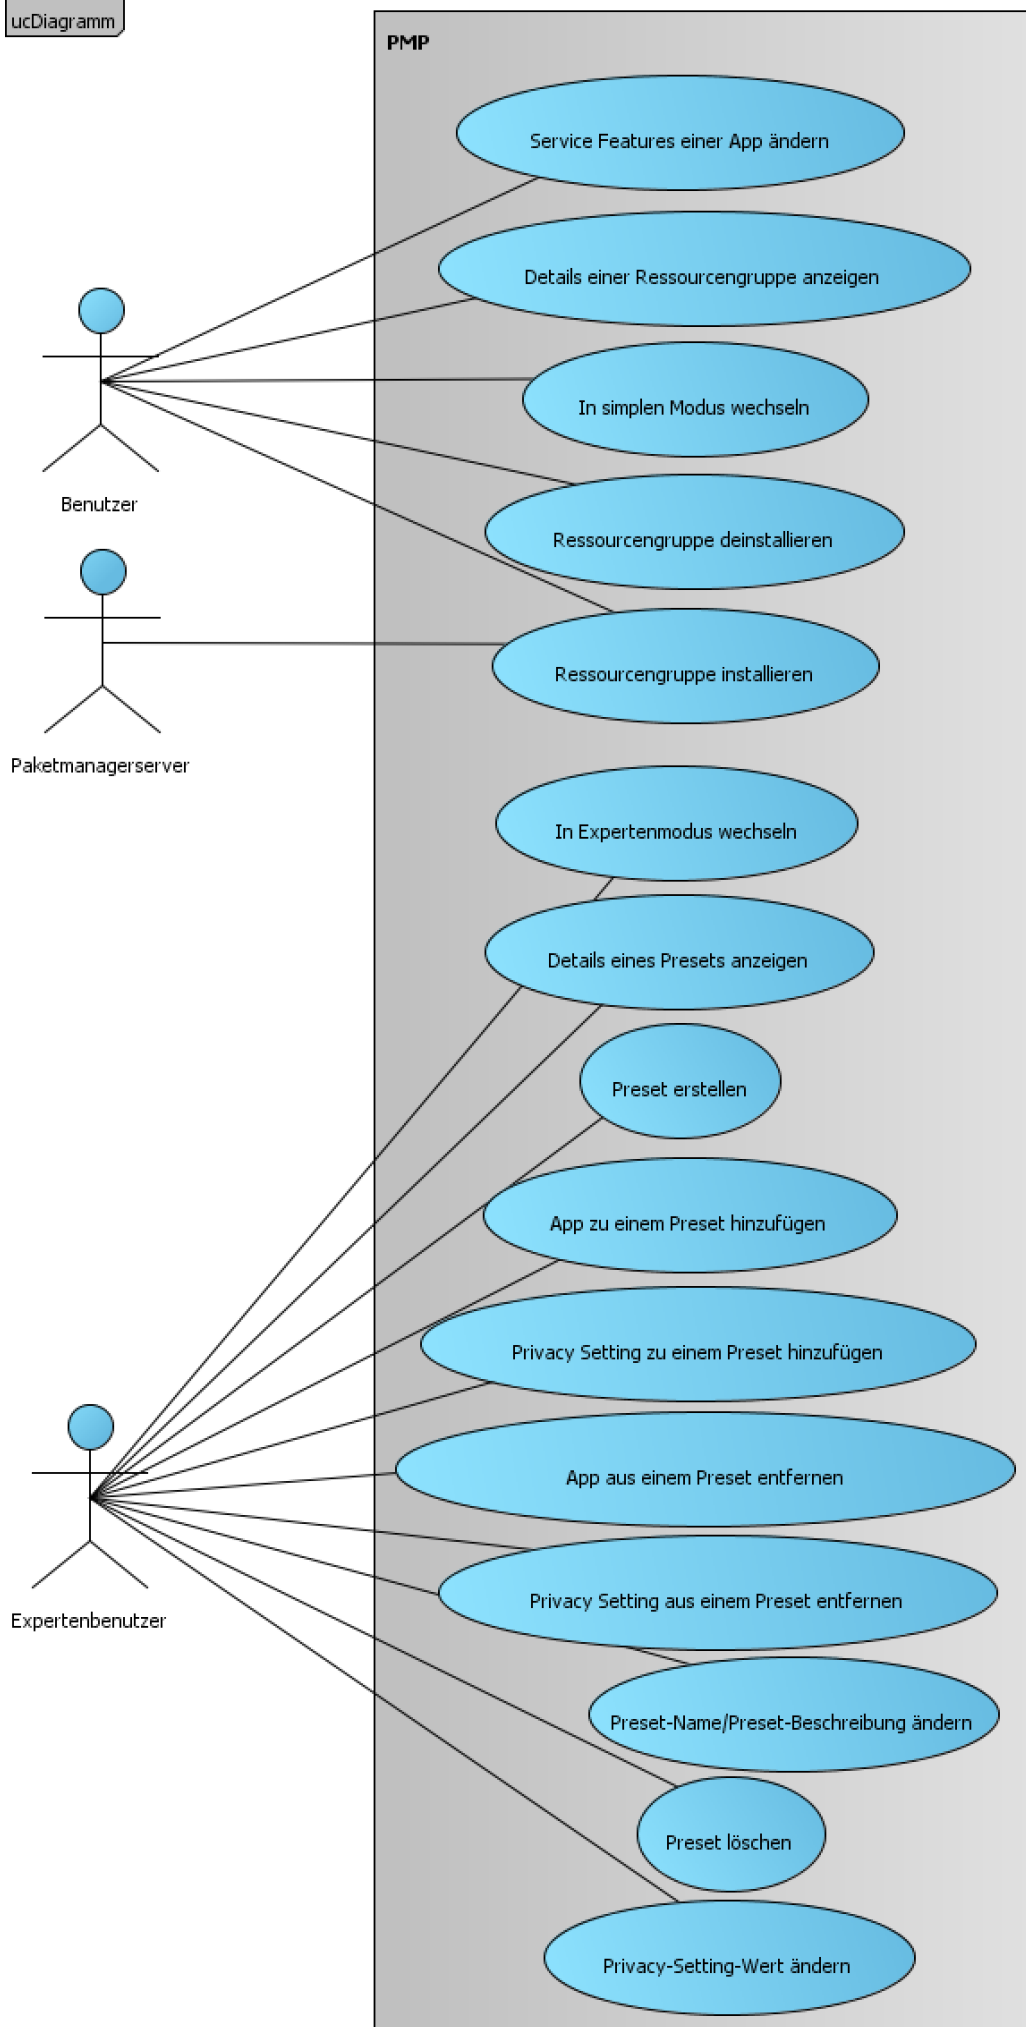 ucDiagramm
PMP
Service Features einer App ändern
Details einer Ressourcengruppe anzeigen
In simplen Modus wechseln
Benutzer
Ressourcengruppe deinstallieren
Ressourcengruppe installieren
Paketmanagerserver
In Expertenmodus wechseln
Details eines Presets anzeigen
Preset erstellen
App zu einem Preset hinzufügen
Privacy Setting zu einem Preset hinzufügen
App aus einem Preset entfernen
Privacy Setting aus einem Preset entfernen
Expertenbenutzer
Preset-Name/Preset-Beschreibung ändern
Preset löschen
Privacy-Setting-Wert ändern